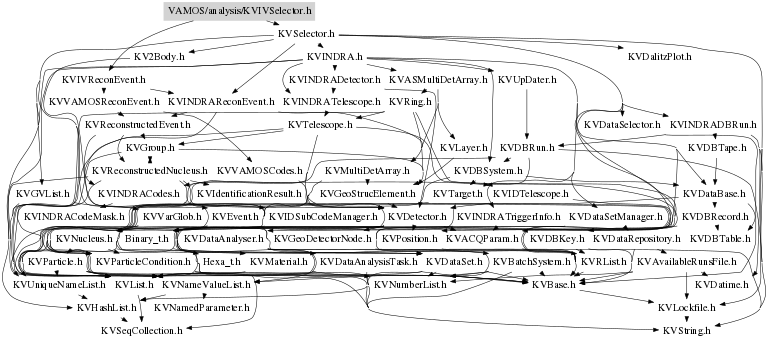 VAMOS/analysis/KVIVSelector.h
KVSelector.h
KV2Body.h KVINDRA.h KVDalitzPlot.h
KVIVReconEvent.h KVINDRADetector.h KVASMultiDetArray.h KVUpDater.h
KVVAMOSReconEvent.h KVINDRAReconEvent.h KVINDRATelescope.h KVRing.h
KVReconstructedEvent.h KVTelescope.h KVDataSelector.h KVINDRADBRun.h
KVGroup.h KVLayer.h KVDBRun.h KVDBTape.h
KVReconstructedNucleus.h KVVAMOSCodes.h KVMultiDetArray.h KVDBSystem.h
KVGVList.h KVINDRACodes.h KVIdentificationResult.h KVGeoStrucElement.h KVTarget.h KVIDTelescope.h KVDataBase.h
KVINDRACodeMask.h KVVarGlob.h KVEvent.h KVIDSubCodeManager.h KVDetector.h KVINDRATriggerInfo.h KVDataSetManager.h KVDBRecord.h
KVNucleus.h Binary_t.h KVDataAnalyser.h KVGeoDetectorNode.h KVPosition.h KVACQParam.h KVDBKey.h KVDataRepository.h KVDBTable.h
KVParticle.h KVParticleCondition.h Hexa_t.h KVMaterial.h KVDataAnalysisTask.h KVDataSet.h KVBatchSystem.h KVRList.h KVAvailableRunsFile.h
KVUniqueNameList.h KVList.h KVNameValueList.h KVNumberList.h KVBase.h KVDatime.h
KVHashList.h KVNamedParameter.h KVLockfile.h
KVSeqCollection.h KVString.h